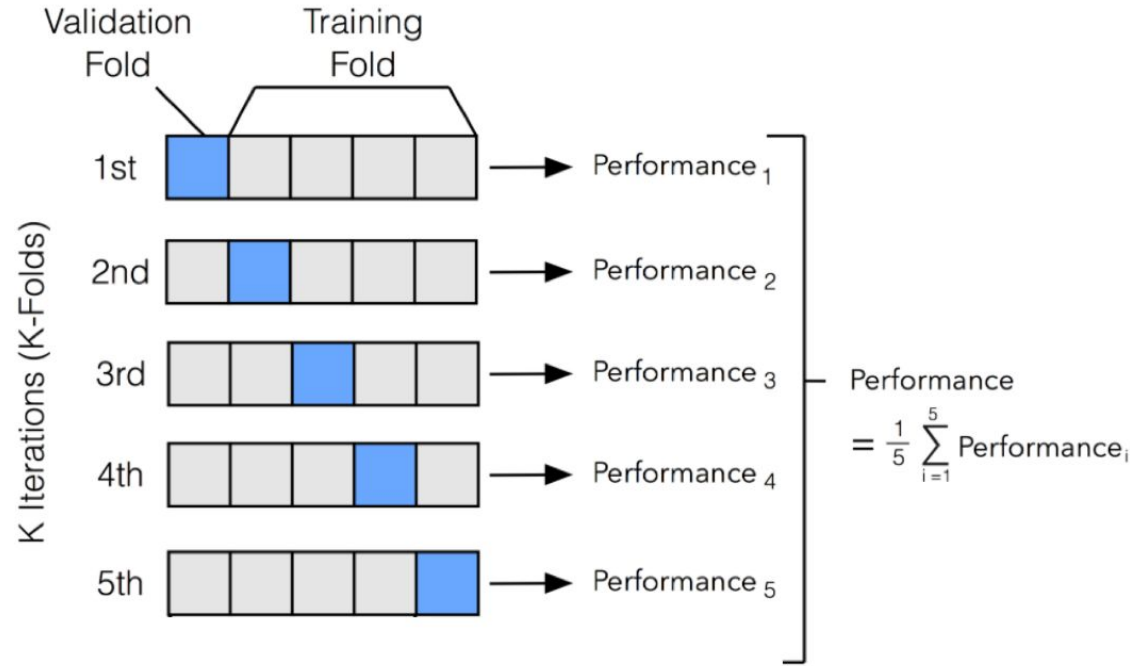 Validation
Fold
Training
Fold
K Iterations (K-Folds)
1st
Performance 1
2nd
Performance 2
3rd
Performance 3
4th
Performance 4
5th
Performance 5
Performance
= 1/5 5∑i=1 Performancei